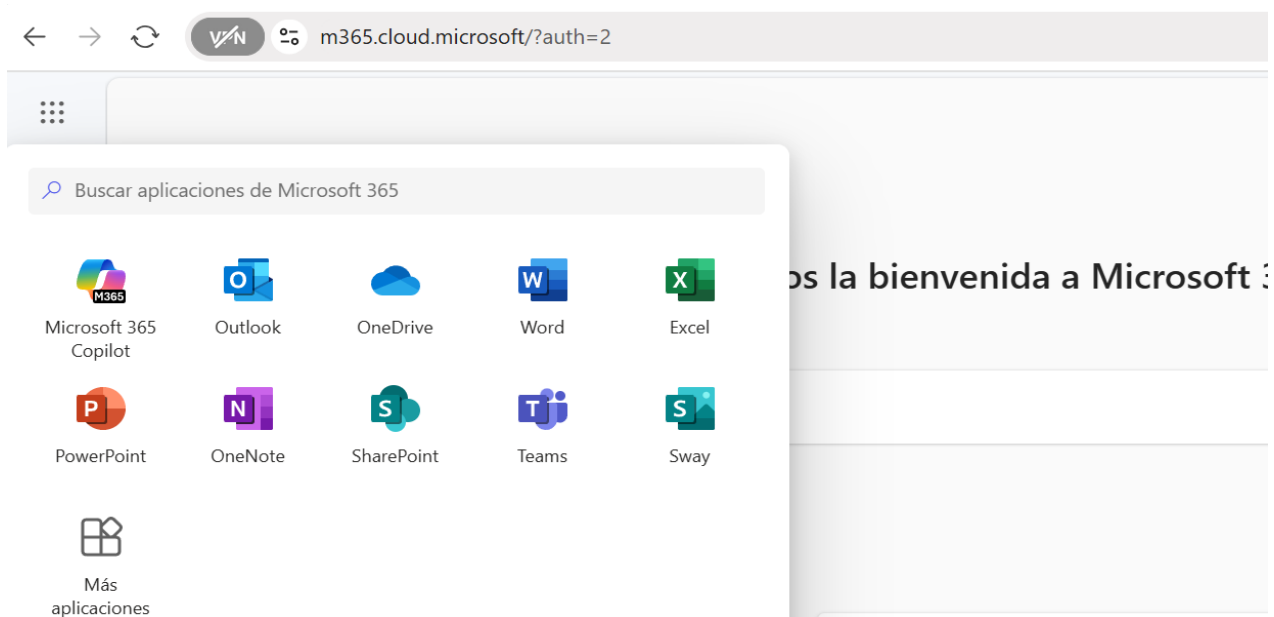 VPN
m365.cloud.microsoft/?auth=2
Buscar aplicaciones de Microsoft 365
os la bienvenida a Microsoft
M365
O
W
X
Microsoft 365
Copilot
Outlook
OneDrive
Word
Excel
P
N
S
T
S
PowerPoint
OneNote
SharePoint
Teams
Sway
Más
aplicaciones